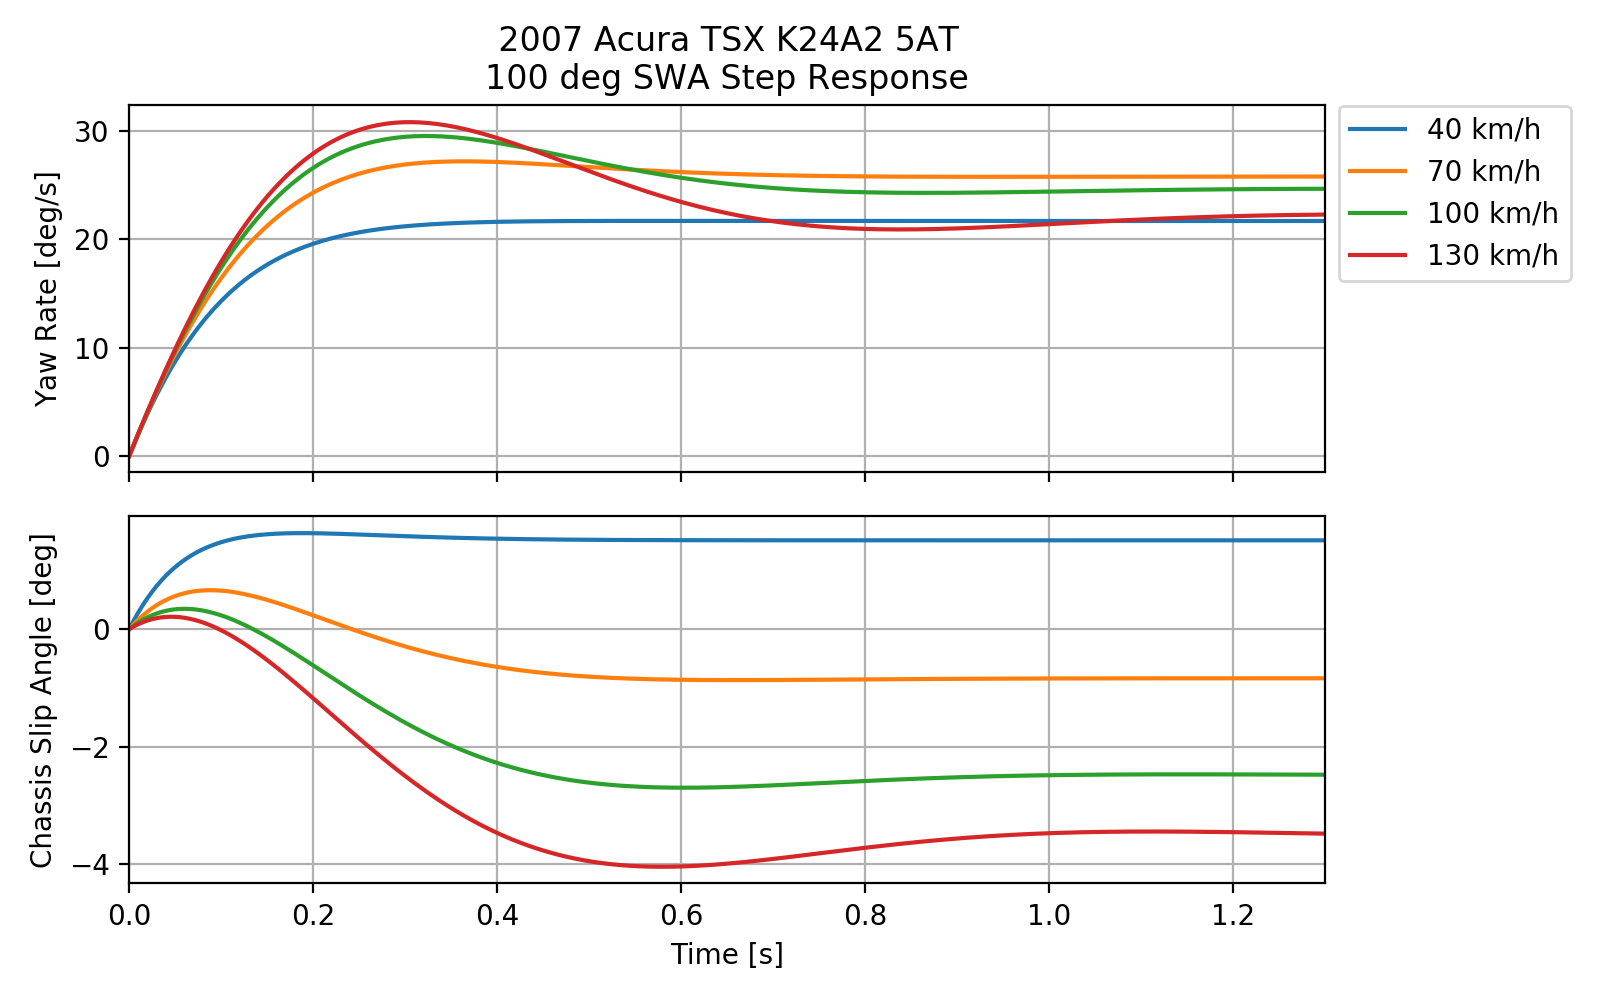 2007 Acura TSX K24A2 5AT
100 deg SWA Step Response
Yaw Rate [deg/s]
30
20
10
0
40 km/h
70 km/h
100 km/h
130 km/h
Chassis Slip Angle [deg]
0
−2
−4
0.0 0.2 0.4 0.6 0.8 1.0 1.2
Time [s]